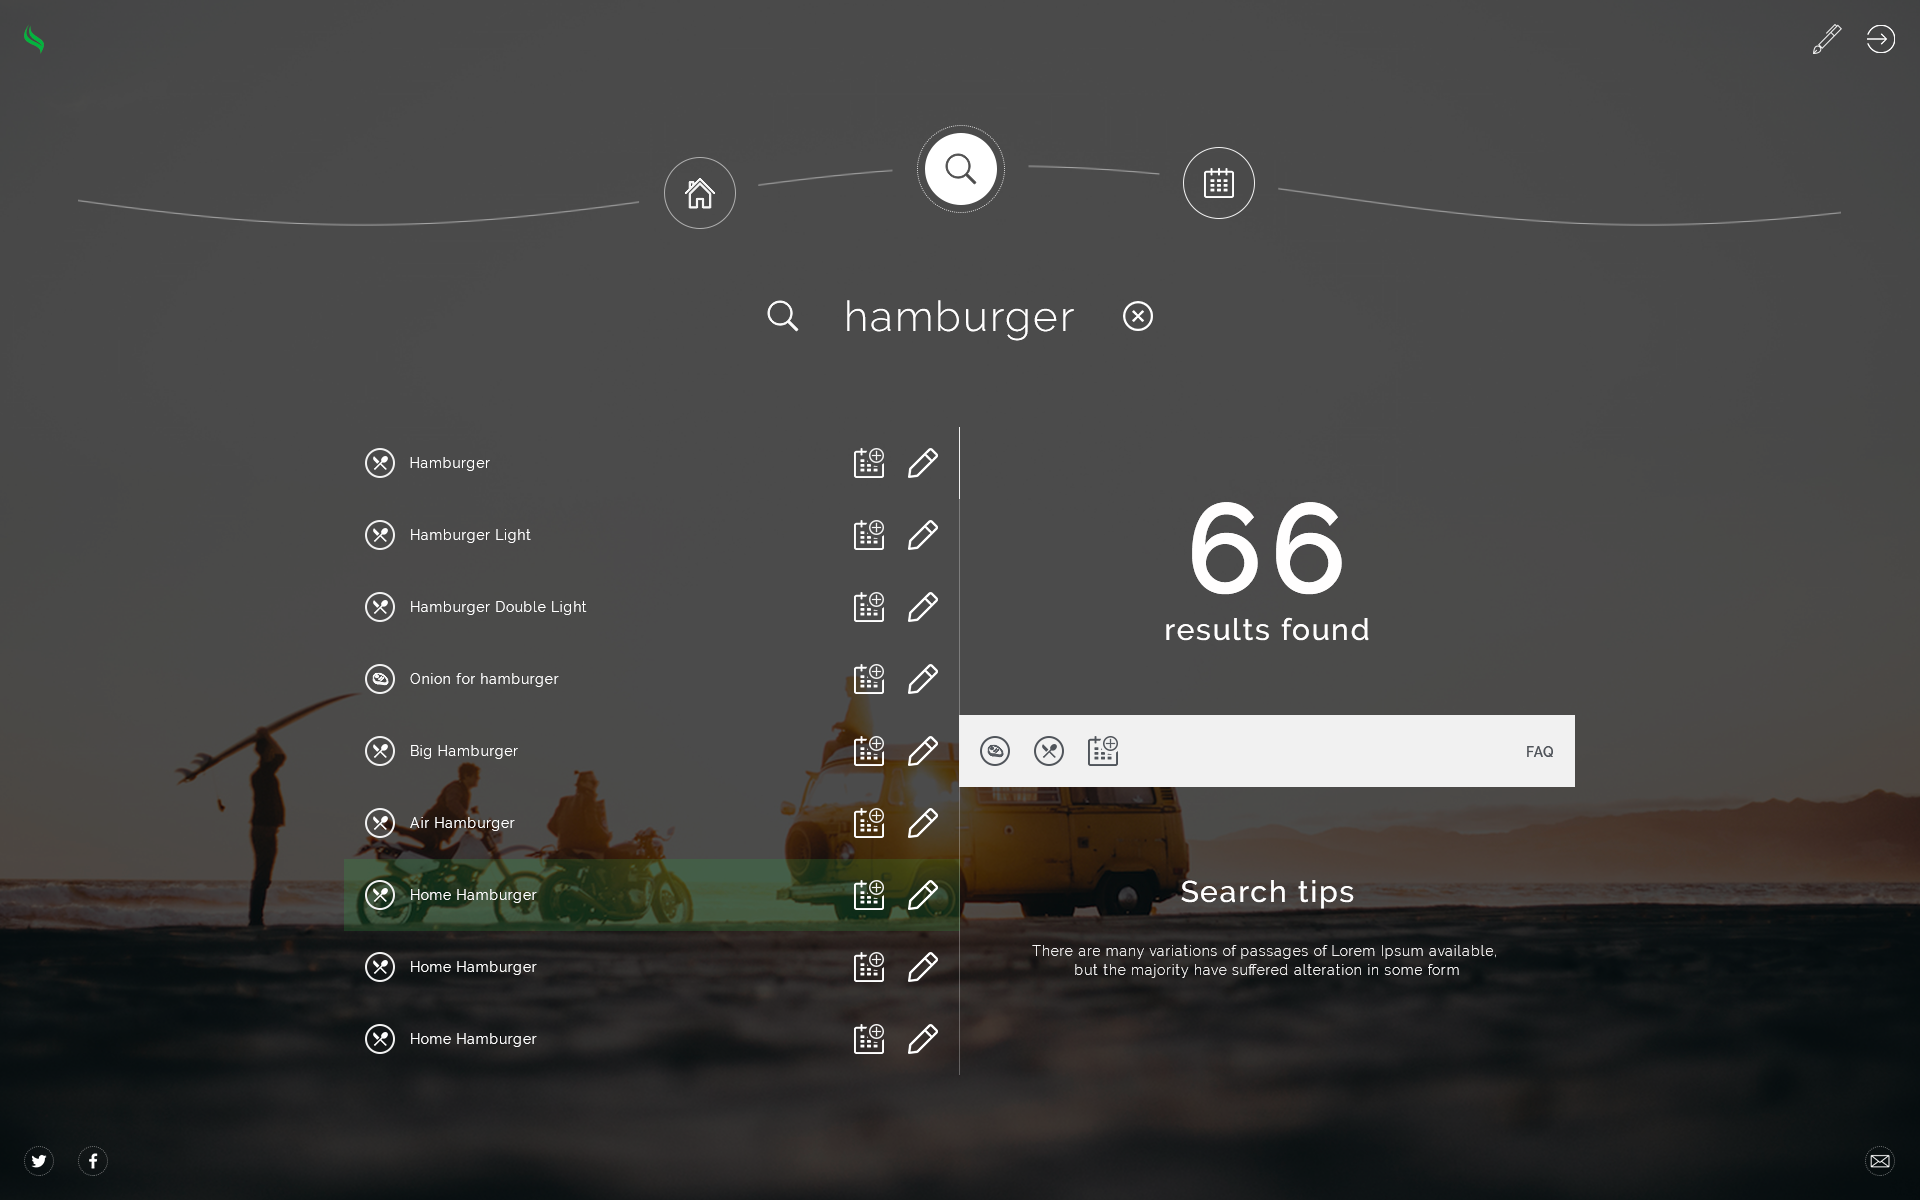 hamburger
Hamburger
Hamburger Light
Hamburger Double Light
Onion for hamburger
Big Hamburger
Air Hamburger
Home Hamburger
Home Hamburger
Home Hamburger
66
results found
FAQ
Search tips
There are many variations of passages of Lorem Ipsum available,
but the majority have suffered alteration in some form